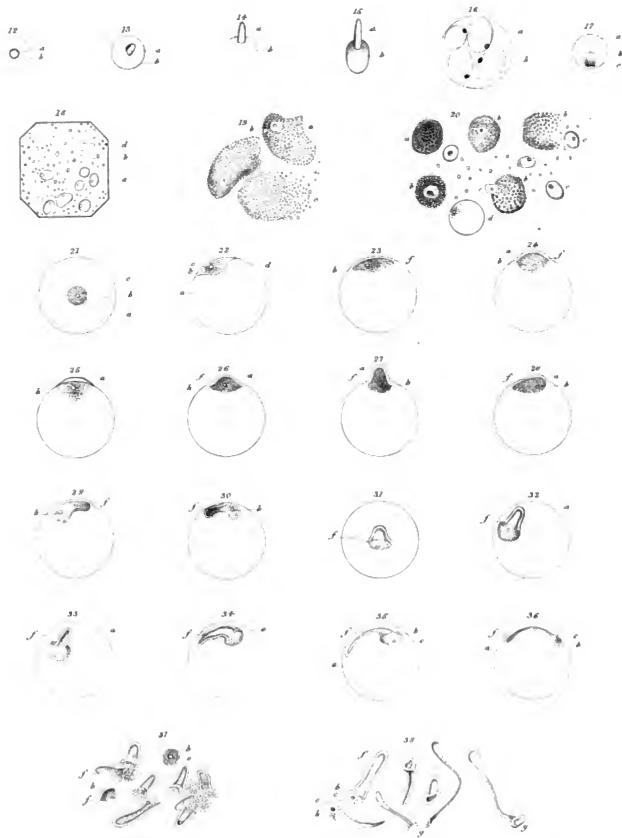 12 13 14 15 16 17
a b a b a b a b a b a b c
18 19 20
d b a b a c a b b c b b c d
21 22 23 24
c b a c b a d b f a b f
25 26 27 28
b a f b a f a b f a b
29 30 31 32
b f f b f f a
33 34 35 36
f a f a f a b c f a c b
37 38
f b f b c f b c c b g g